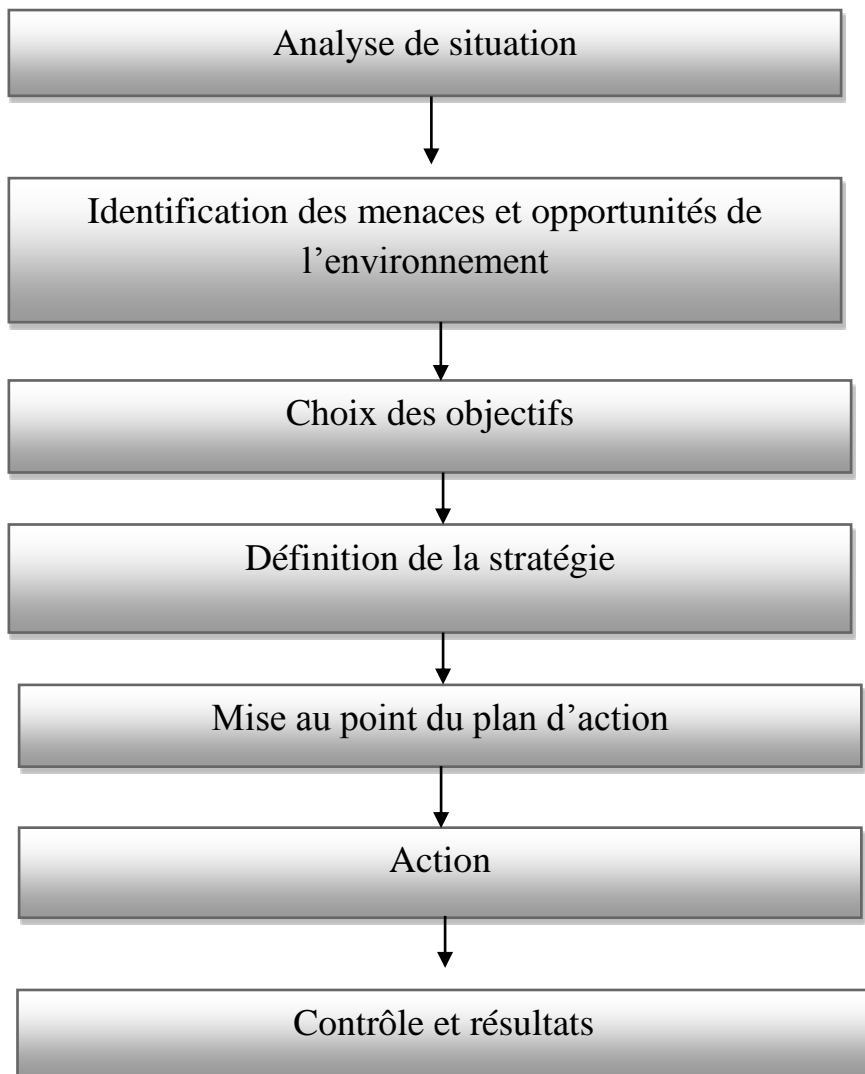 Analyse de situation
Identification des menaces et opportunités de
l’environnement
Choix des objectifs
Définition de la stratégie
Mise au point du plan d’action
Action
Contrôle et résultats